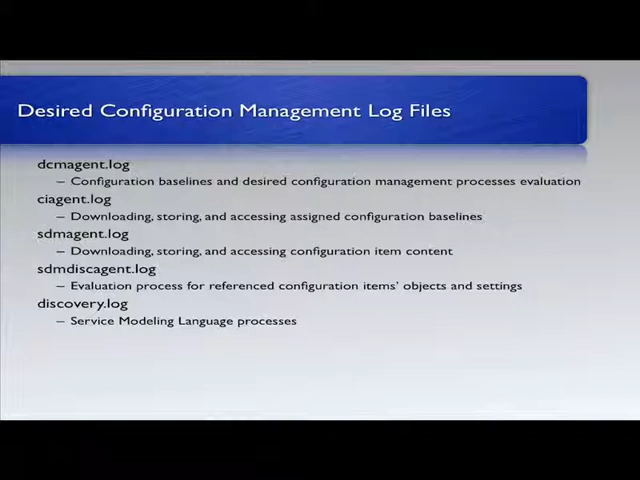 Desired Configuration Management Log Files
dcmagent.log
– Configuration baselines and desired configuration management processes evaluation
ciagent.log
– Downloading, storing, and accessing assigned configuration baselines
sdmagent.log
– Downloading, storing, and accessing configuration item content
sdmdiscagent.log
– Evaluation process for referenced configuration items' objects and settings
discovery.log
– Service Modeling Language processes